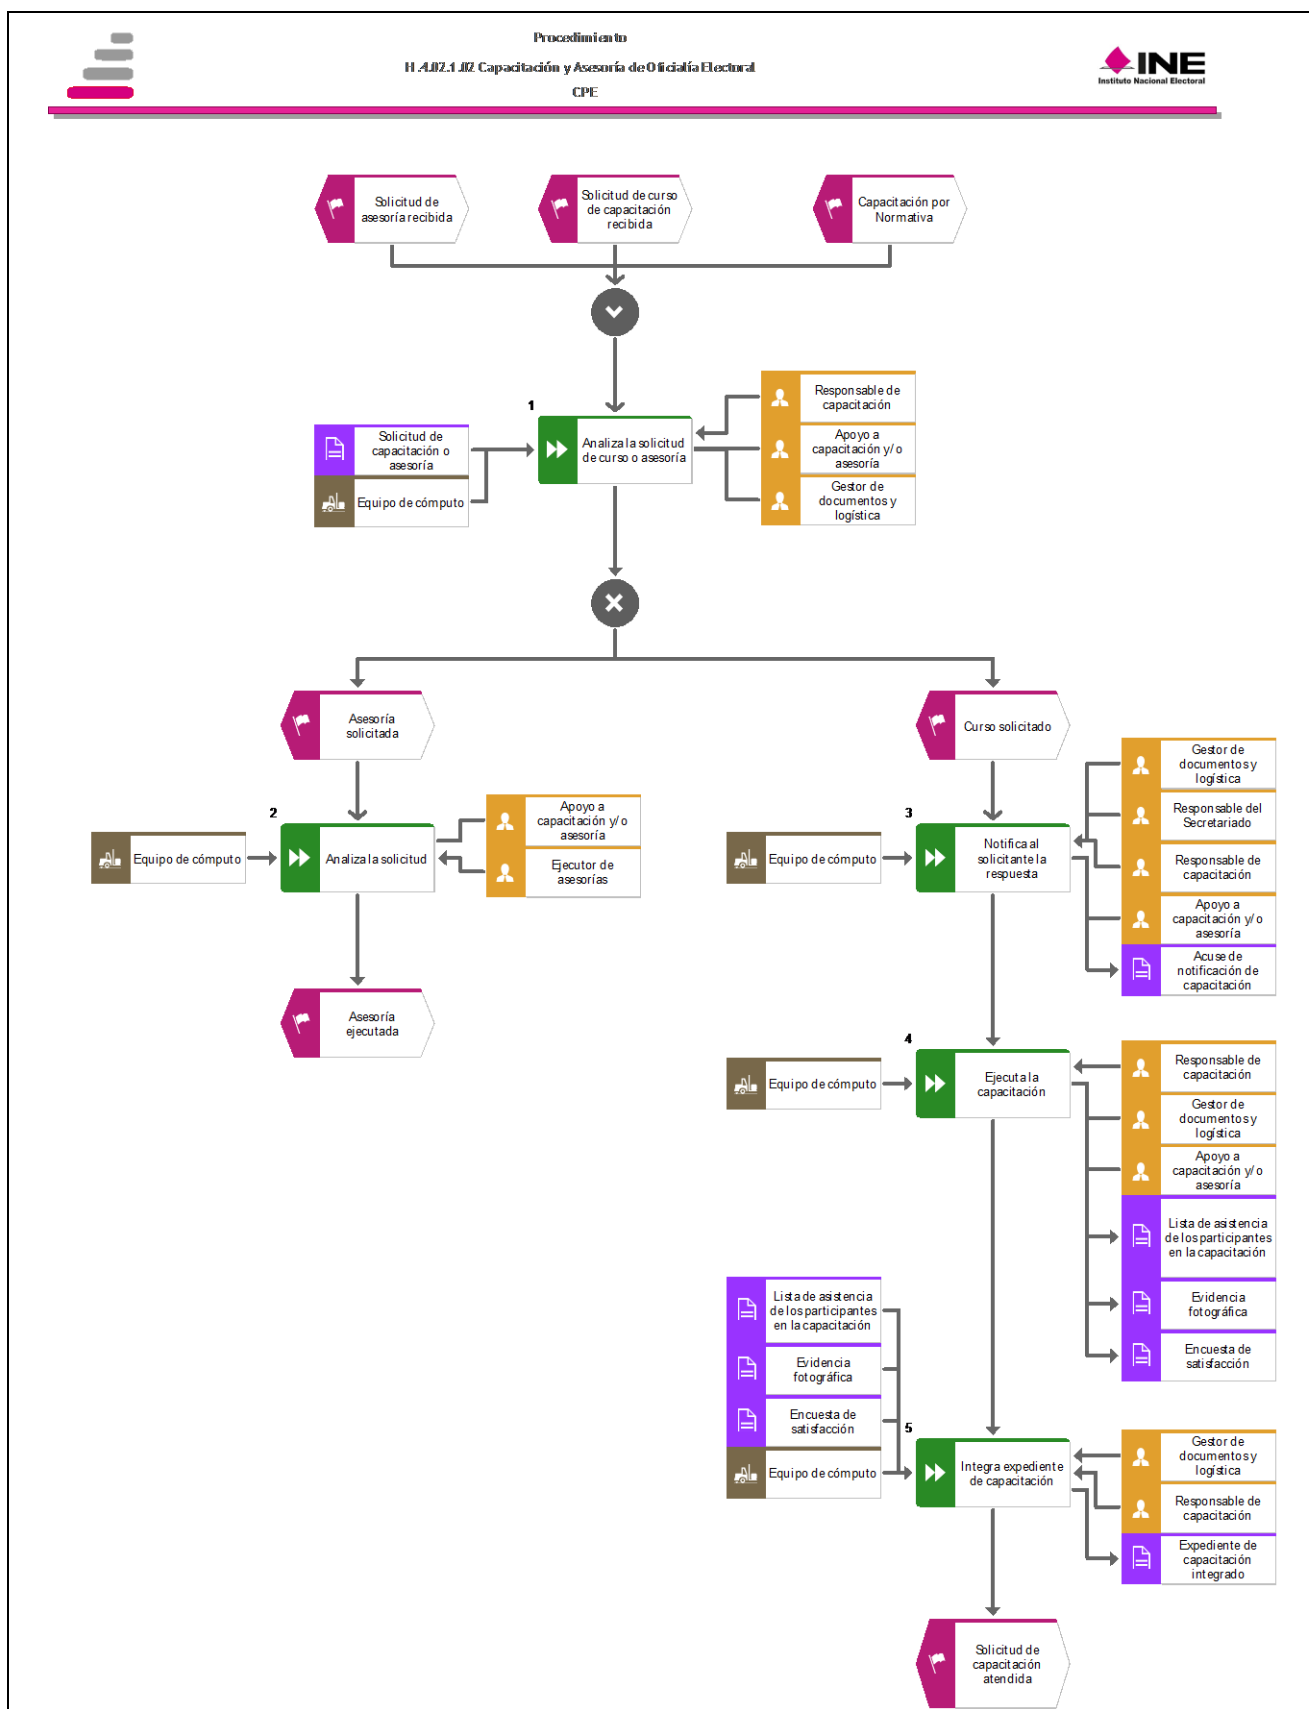 Procedimiento
H.4.02.1.02 Capacitación y Asesoría de Oficialía Electoral
CPE
INE
Instituto Nacional Electoral
Solicitud de
asesoría recibida
Solicitud de curso
de capacitación
recibida
Capacitación por
Normativa
1
Analiza la solicitud
de curso o asesoría
Solicitud de
capacitación o
asesoría
Equipo de cómputo
Responsable de
capacitación
Apoyo a
capacitación y/o
asesoría
Gestor de
documentos y
logística
Asesoría
solicitada
2
Analiza la solicitud
Equipo de cómputo
Apoyo a
capacitación y/o
asesoría
Ejecutor de
asesorías
Asesoría
ejecutada
Curso solicitado
3
Notifica al
solicitante la
respuesta
Equipo de cómputo
Gestor de
documentos y
logística
Responsable del
Secretariado
Responsable de
capacitación
Apoyo a
capacitación y/o
asesoría
Acuse de
notificación de
capacitación
4
Ejecuta la
capacitación
Equipo de cómputo
Responsable de
capacitación
Gestor de
documentos y
logística
Apoyo a
capacitación y/o
asesoría
Lista de asistencia
de los participantes
en la capacitación
Evidencia
fotográfica
Encuesta de
satisfacción
Lista de asistencia
de los participantes
en la capacitación
Evidencia
fotográfica
Encuesta de
satisfacción
Equipo de cómputo
5
Integra expediente
de capacitación
Gestor de
documentos y
logística
Responsable de
capacitación
Expediente de
capacitación
integrado
Solicitud de
capacitación
atendida